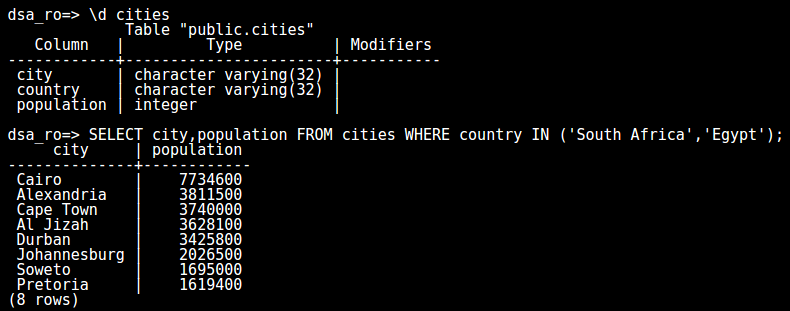 dsa_ro=> \d cities
             Table "public.cities"
   Column   |         Type          | Modifiers
------------+-----------------------+-----------
 city       | character varying(32) |
 country    | character varying(32) |
 population | integer               |

dsa_ro=> SELECT city,population FROM cities WHERE country IN ('South Africa','Egypt');
     city     | population
--------------+------------
 Cairo        |    7734600
 Alexandria   |    3811500
 Cape Town    |    3740000
 Al Jizah     |    3628100
 Durban       |    3425800
 Johannesburg |    2026500
 Soweto       |    1695000
 Pretoria     |    1619400
(8 rows)